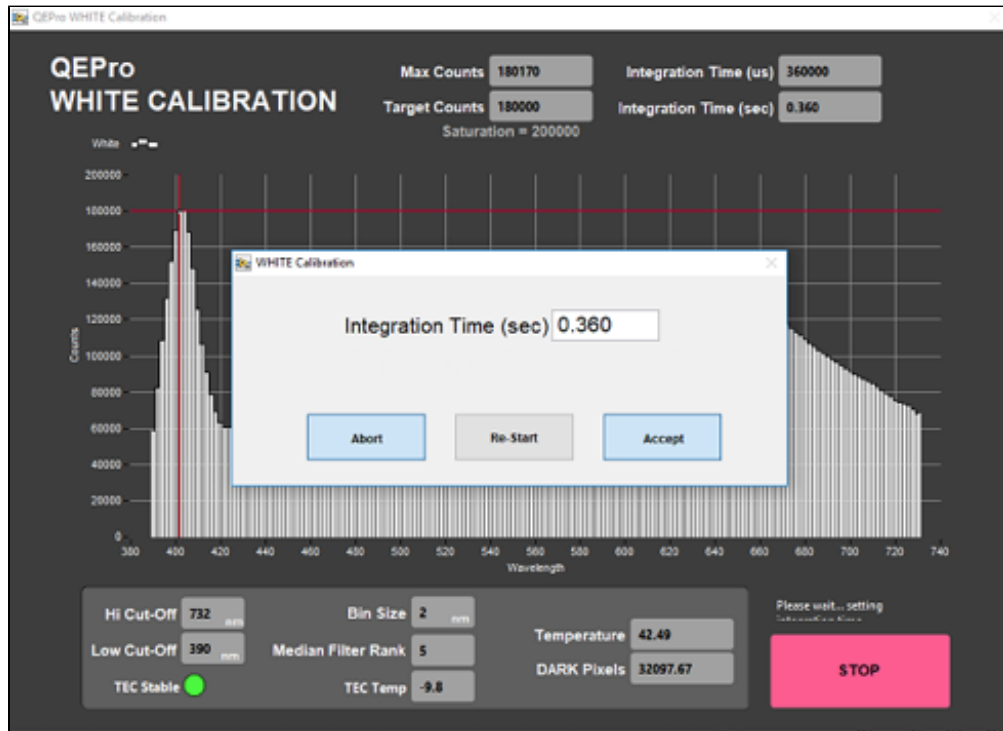 QEPro WHITE Calibration
QEPro
WHITE CALIBRATION
Max Counts 180170
Integration Time (us) 360000
Target Counts 180000
Integration Time (sec) 0.360
Saturation = 200000
White
200000
180000
160000
140000
120000
100000
80000
60000
40000
20000
0
Counts
WHITE Calibration
Integration Time (sec) 0.360
Abort Re-Start Accept
380 400 420 440 460 480 500 520 540 560 580 600 620 640 660 680 700 720 740
Wavelength
Hi Cut-Off 732 nm
Bin Size 2 nm
Low Cut-Off 390 nm
Median Filter Rank 5
TEC Stable
TEC Temp -9.8
Temperature 42.49
DARK Pixels 32097.67
Please wait... setting
integration time
STOP